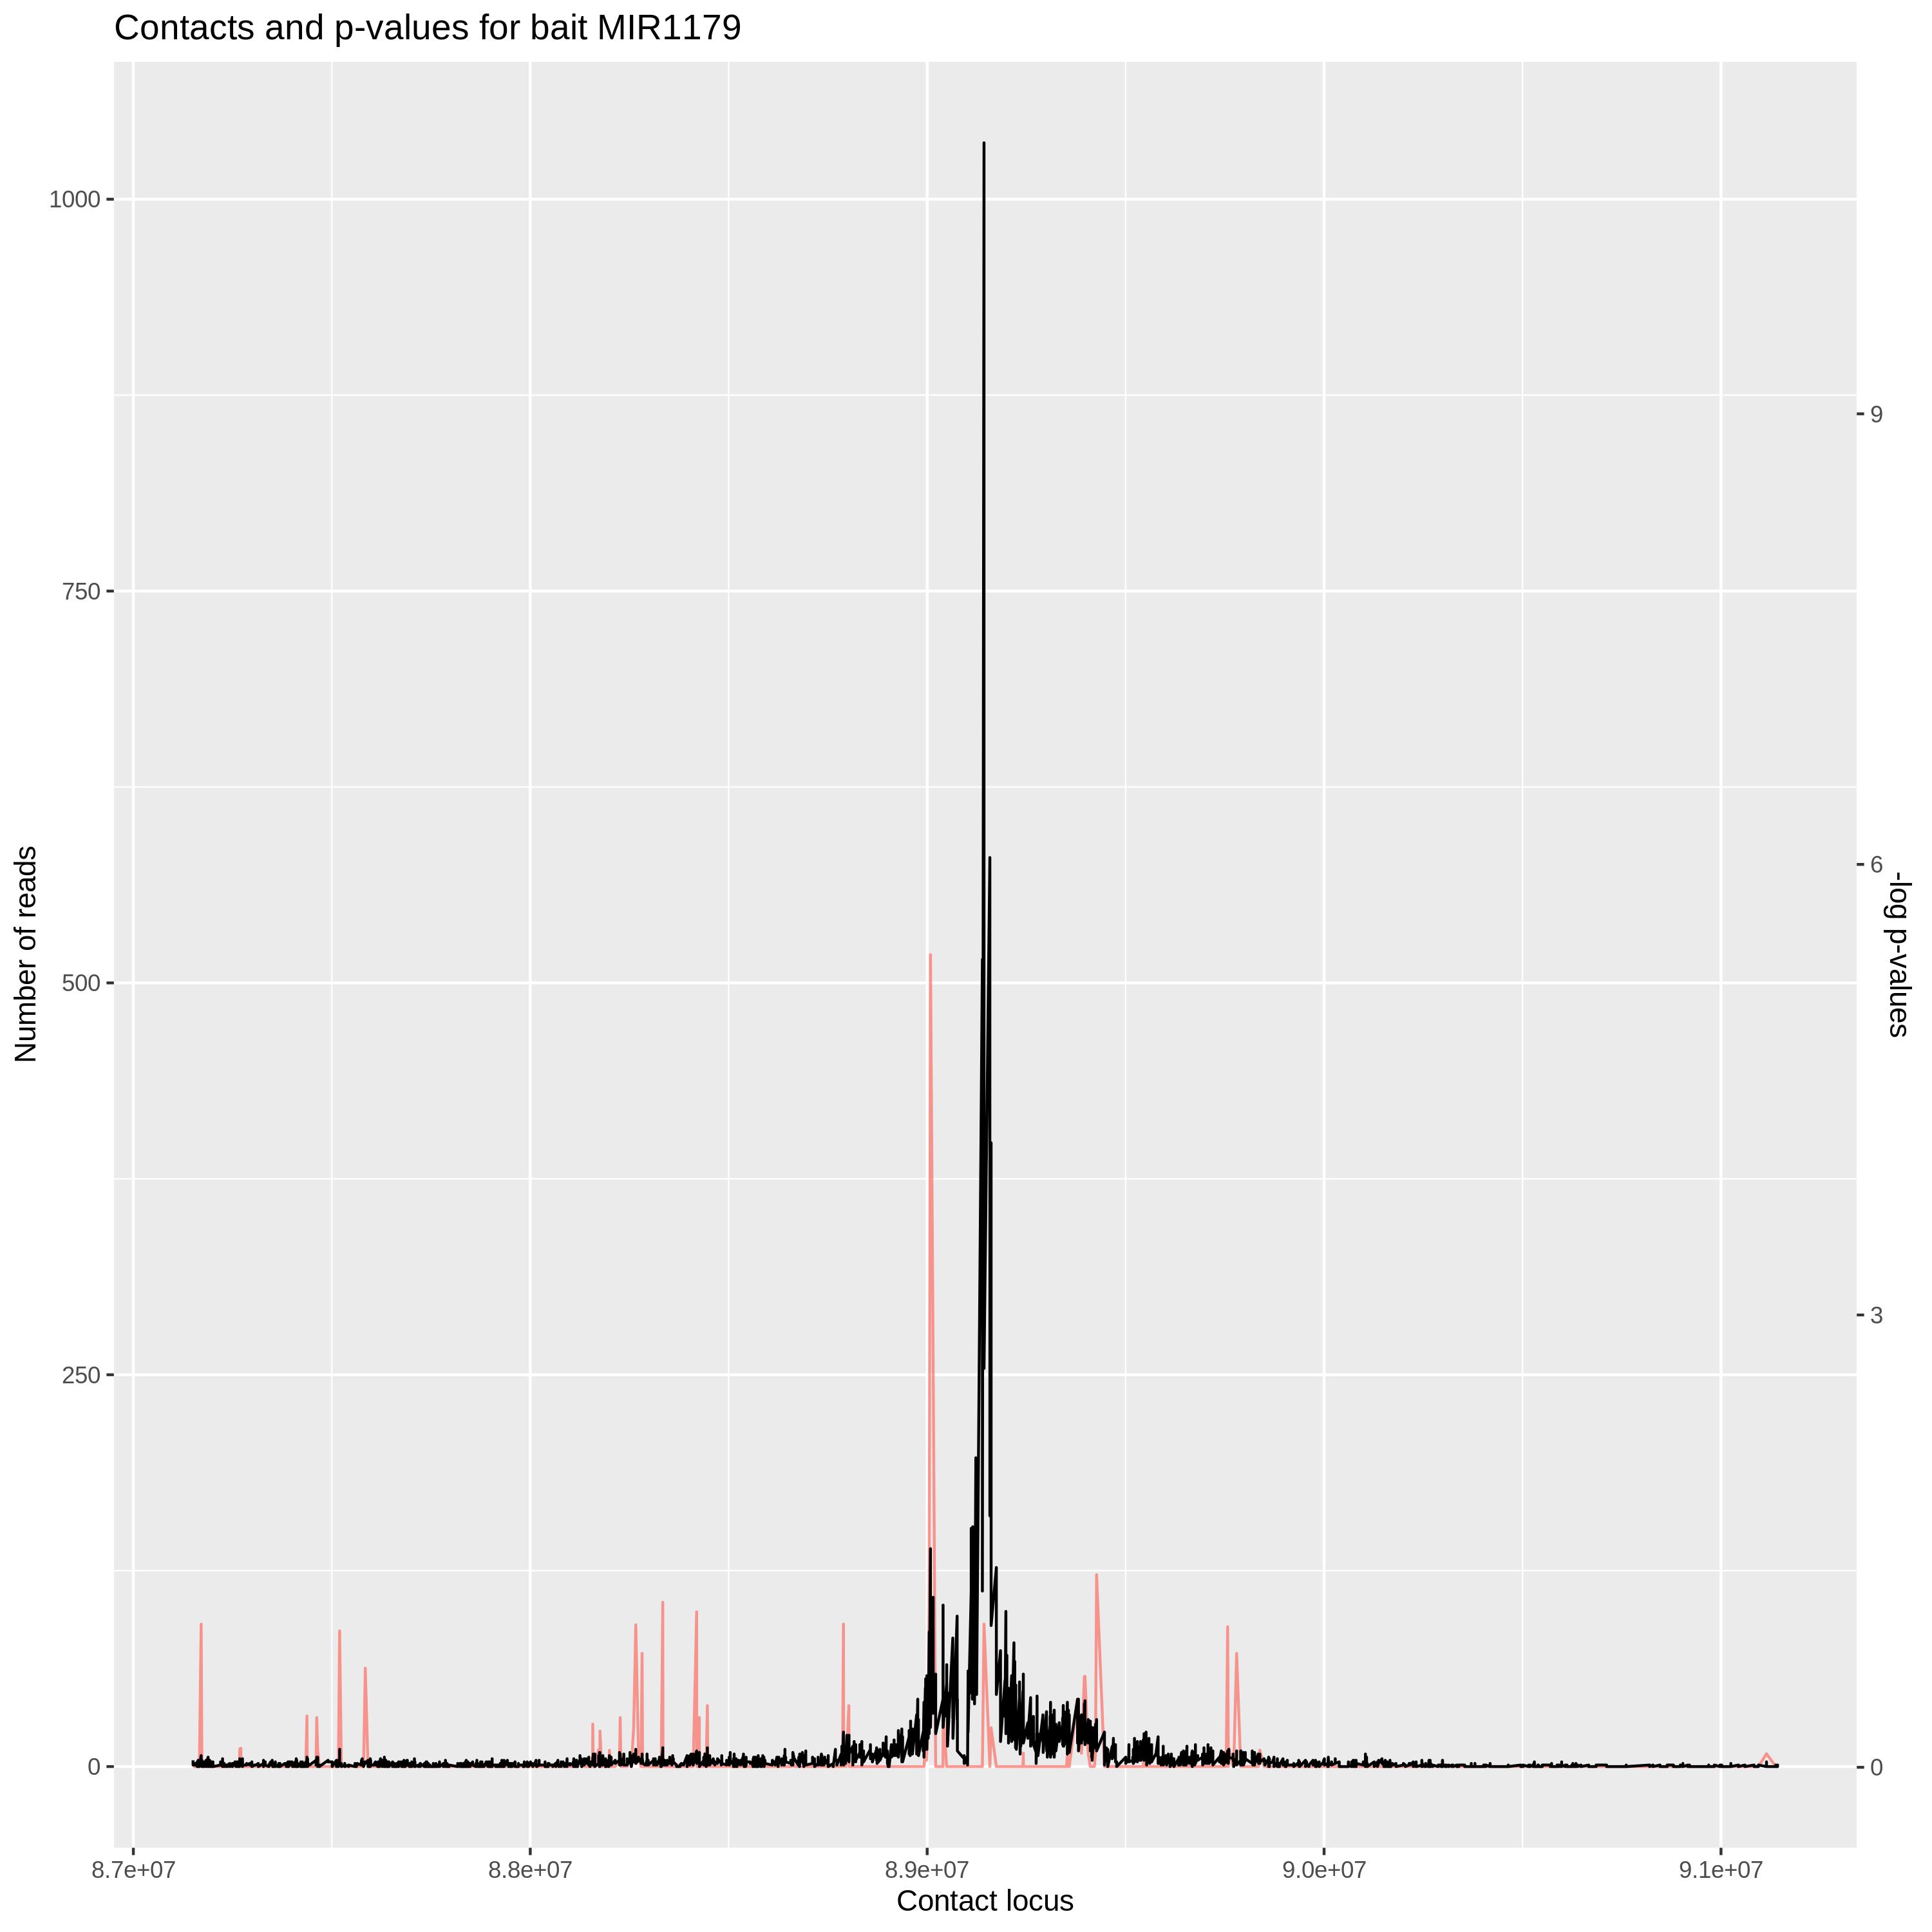 Contacts and p-values for bait MIR1179
Number of reads
1000
750
500
250
0
9
6
3
0
-log p-values
8.7e+07
8.8e+07
8.9e+07
9.0e+07
9.1e+07
Contact locus